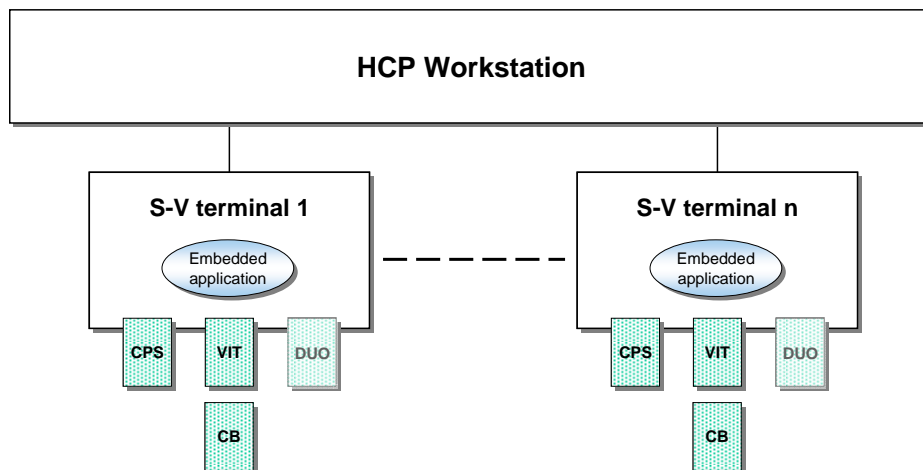 HCP Workstation
S-V terminal 1
S-V terminal n
Embedded
application
Embedded
application
CPS
VIT
DUO
CPS
VIT
DUO
CB
CB